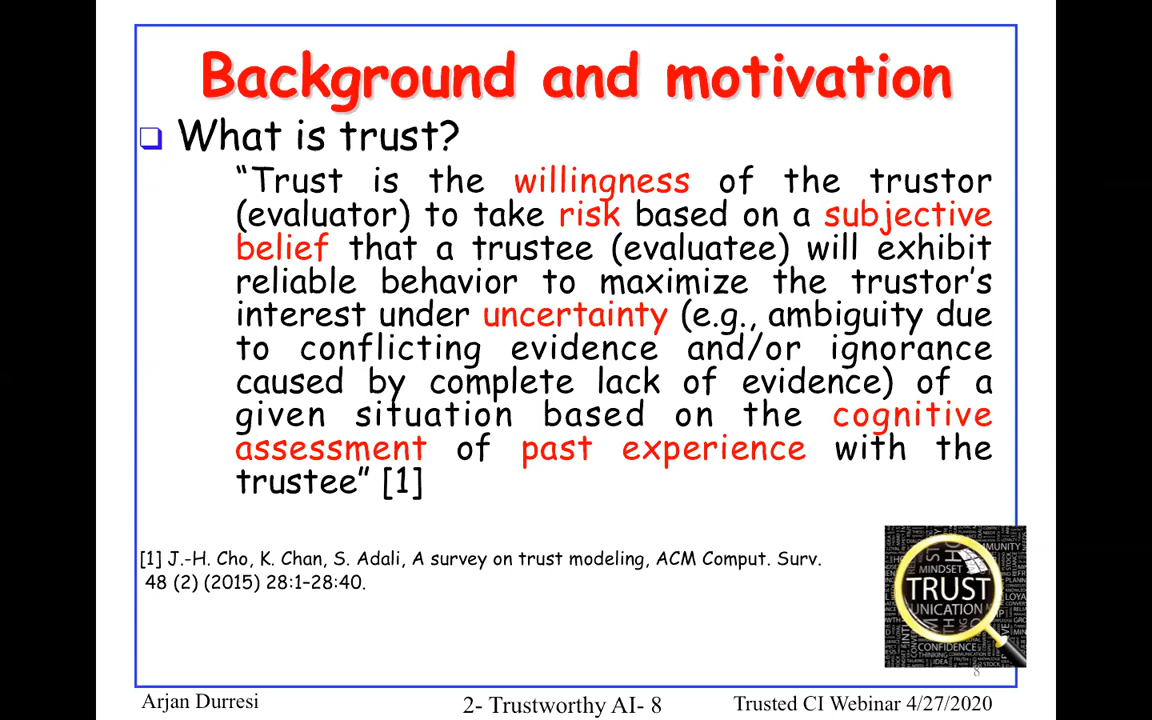 Background and motivation
What is trust?
“Trust is the willingness of the trustor
(evaluator) to take risk based on a subjective
belief that a trustee (evaluatee) will exhibit
reliable behavior to maximize the trustor’s
interest under uncertainty (e.g., ambiguity due
to conflicting evidence and/or ignorance
caused by complete lack of evidence) of a
given situation based on the cognitive
assessment of past experience with the
trustee” [1]
[1] J.-H. Cho, K. Chan, S. Adali, A survey on trust modeling, ACM Comput. Surv.
48 (2) (2015) 28:1–28:40.
MINDSET
TRUST
UNICATION
CONFIDENCE
THINKING
IDEA
8
Arjan Durresi
2- Trustworthy AI- 8
Trusted CI Webinar 4/27/2020